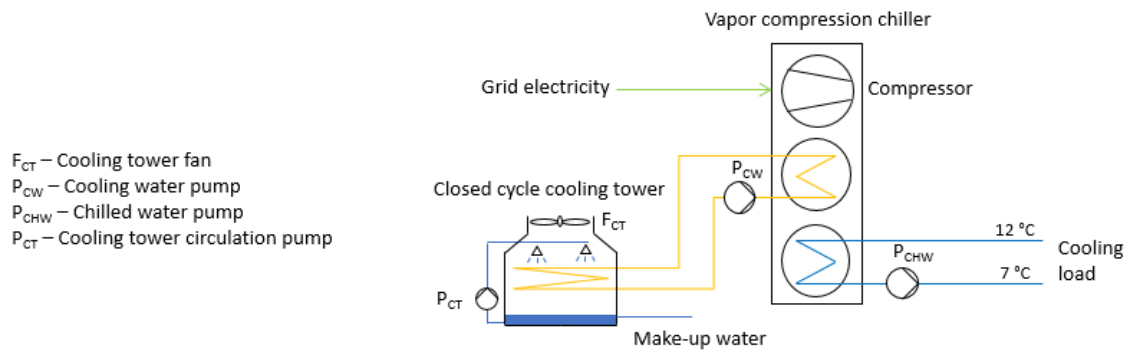 Vapor compression chiller
Grid electricity
Compressor
F_CT – Cooling tower fan
P_CW – Cooling water pump
P_CHW – Chilled water pump
P_CT – Cooling tower circulation pump
P_CW
Closed cycle cooling tower
F_CT
12 °C
P_CHW
Cooling
load
7 °C
P_CT
Make-up water